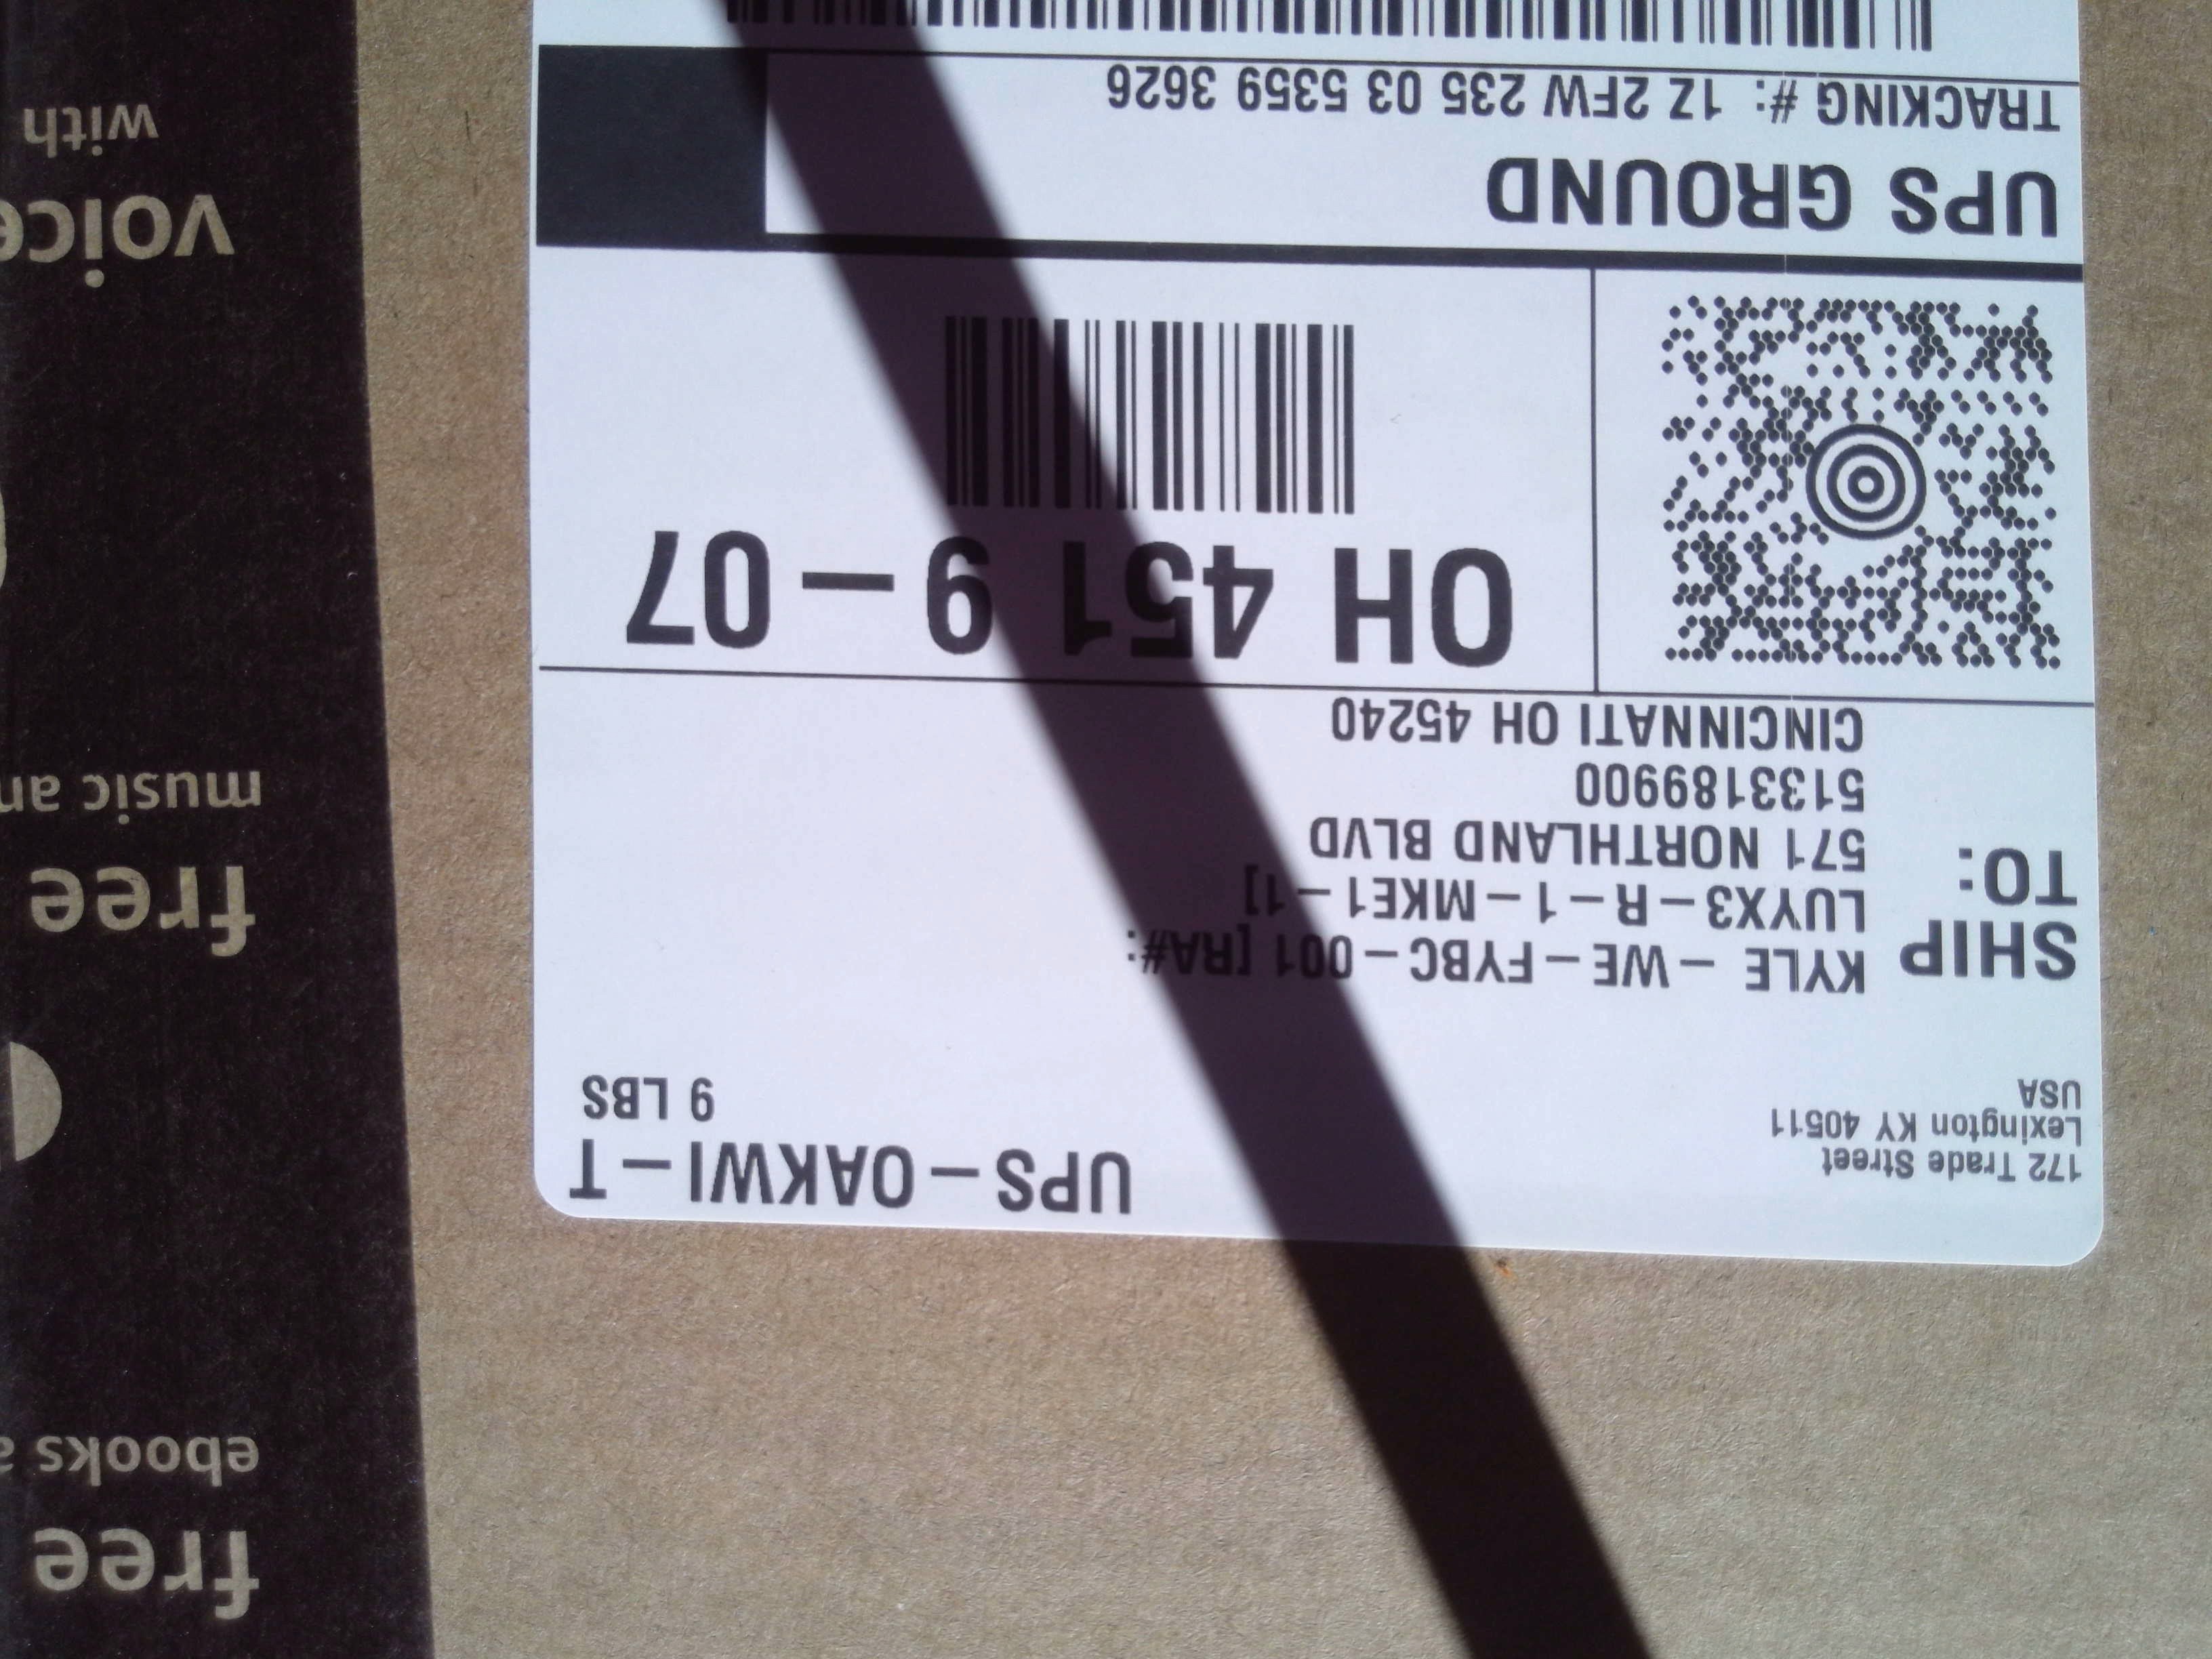 172 Trade Street
Lexington KY 40511
USA
UPS-OAKWI-T
9 LBS
SHIP
TO:
KYLE - WE-FYBC-001 [RA#:
LUYX3-R-1-MKE1-1]
571 NORTHLAND BLVD
5133189900
CINCINNATI OH 45240
OH 451 9-07
UPS GROUND
TRACKING #: 1Z 2FW 235 03 5359 3626
free
ebooks
free
music
voice
with